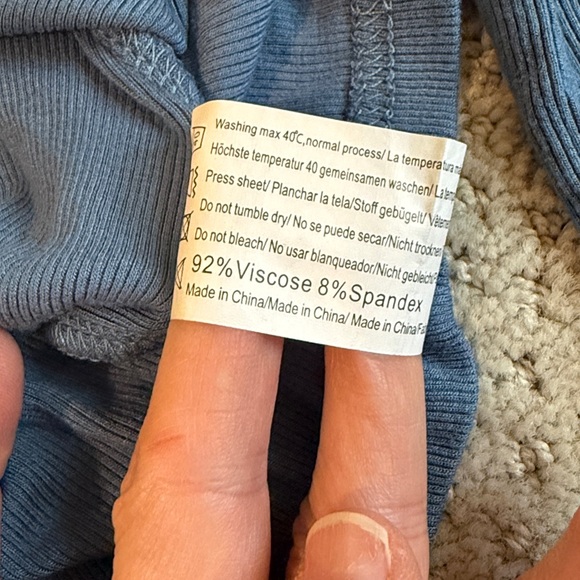 Washing max 40℃,normal process/ La temperatura
Höchste temperatur 40 gemeinsamen waschen/ La
Press sheet/ Planchar la tela/Stoff gebügelt/
Do not tumble dry/ No se puede secar/Nicht trocknen
Do not bleach/ No usar blanqueador/Nicht gebleicht/
92%Viscose 8%Spandex
Made in China/Made in China/ Made in China